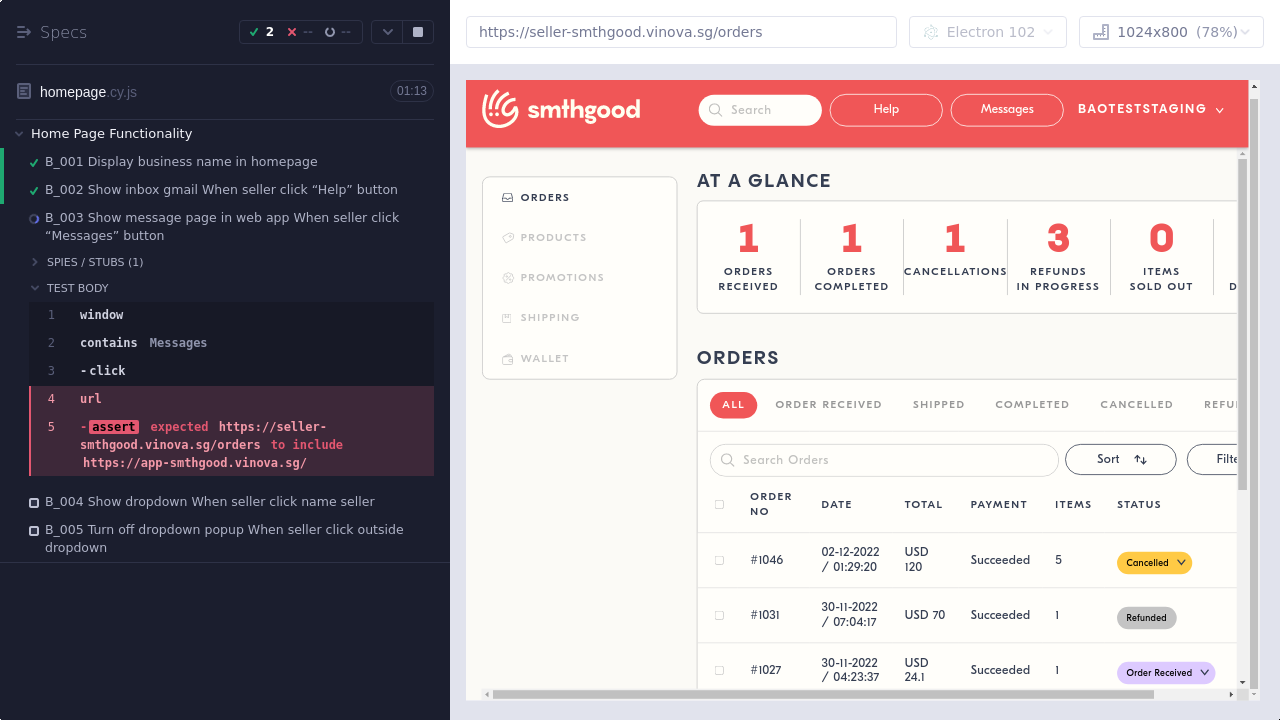 Specs
2
--
--
homepage.cy.js
01:13
Home Page Functionality
B_001 Display business name in homepage
B_002 Show inbox gmail When seller click “Help” button
B_003 Show message page in web app When seller click
“Messages” button
SPIES / STUBS (1)
TEST BODY
1 window
2 contains Messages
3 -click
4 url
5 -assert expected https://seller-
smthgood.vinova.sg/orders to include
https://app-smthgood.vinova.sg/
B_004 Show dropdown When seller click name seller
B_005 Turn off dropdown popup When seller click outside
dropdown
https://seller-smthgood.vinova.sg/orders
Electron 102
1024x800 (78%)
smthgood
Search
Help
Messages
BAOTESTSTAGING
ORDERS
PRODUCTS
PROMOTIONS
SHIPPING
WALLET
AT A GLANCE
1 1 1 3 0
ORDERS ORDERS CANCELLATIONS REFUNDS ITEMS
RECEIVED COMPLETED IN PROGRESS SOLD OUT D
ORDERS
ALL ORDER RECEIVED SHIPPED COMPLETED CANCELLED REFU
Search Orders
Sort
Filte
ORDER
NO DATE TOTAL PAYMENT ITEMS STATUS
02-12-2022 USD
#1046 / 01:29:20 120 Succeeded 5 Cancelled
30-11-2022
#1031 / 07:04:17 USD 70 Succeeded 1 Refunded
30-11-2022 USD
#1027 / 04:23:37 24.1 Succeeded 1 Order Received